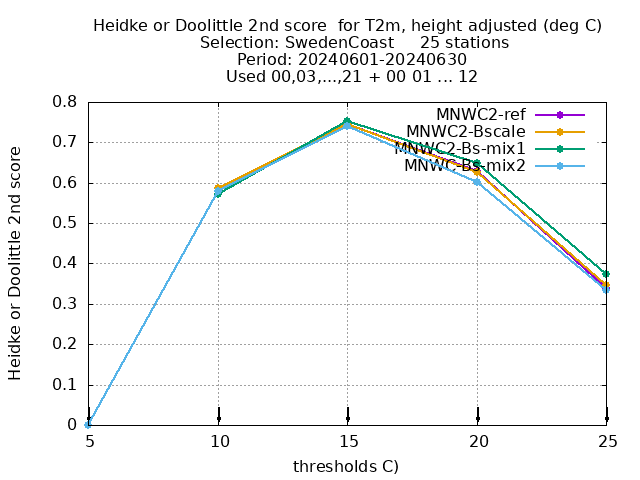 Heidke or Doolittle 2nd score  for T2m, height adjusted (deg C)
Selection: SwedenCoast     25 stations
Period: 20240601-20240630
Used 00,03,...,21 + 00 01 ... 12
MNWC2-ref
MNWC2-Bscale
MNWC2-Bs-mix1
MNWC-Bs-mix2
Heidke or Doolittle 2nd score
0.8
0.7
0.6
0.5
0.4
0.3
0.2
0.1
0
5 10 15 20 25
thresholds C)